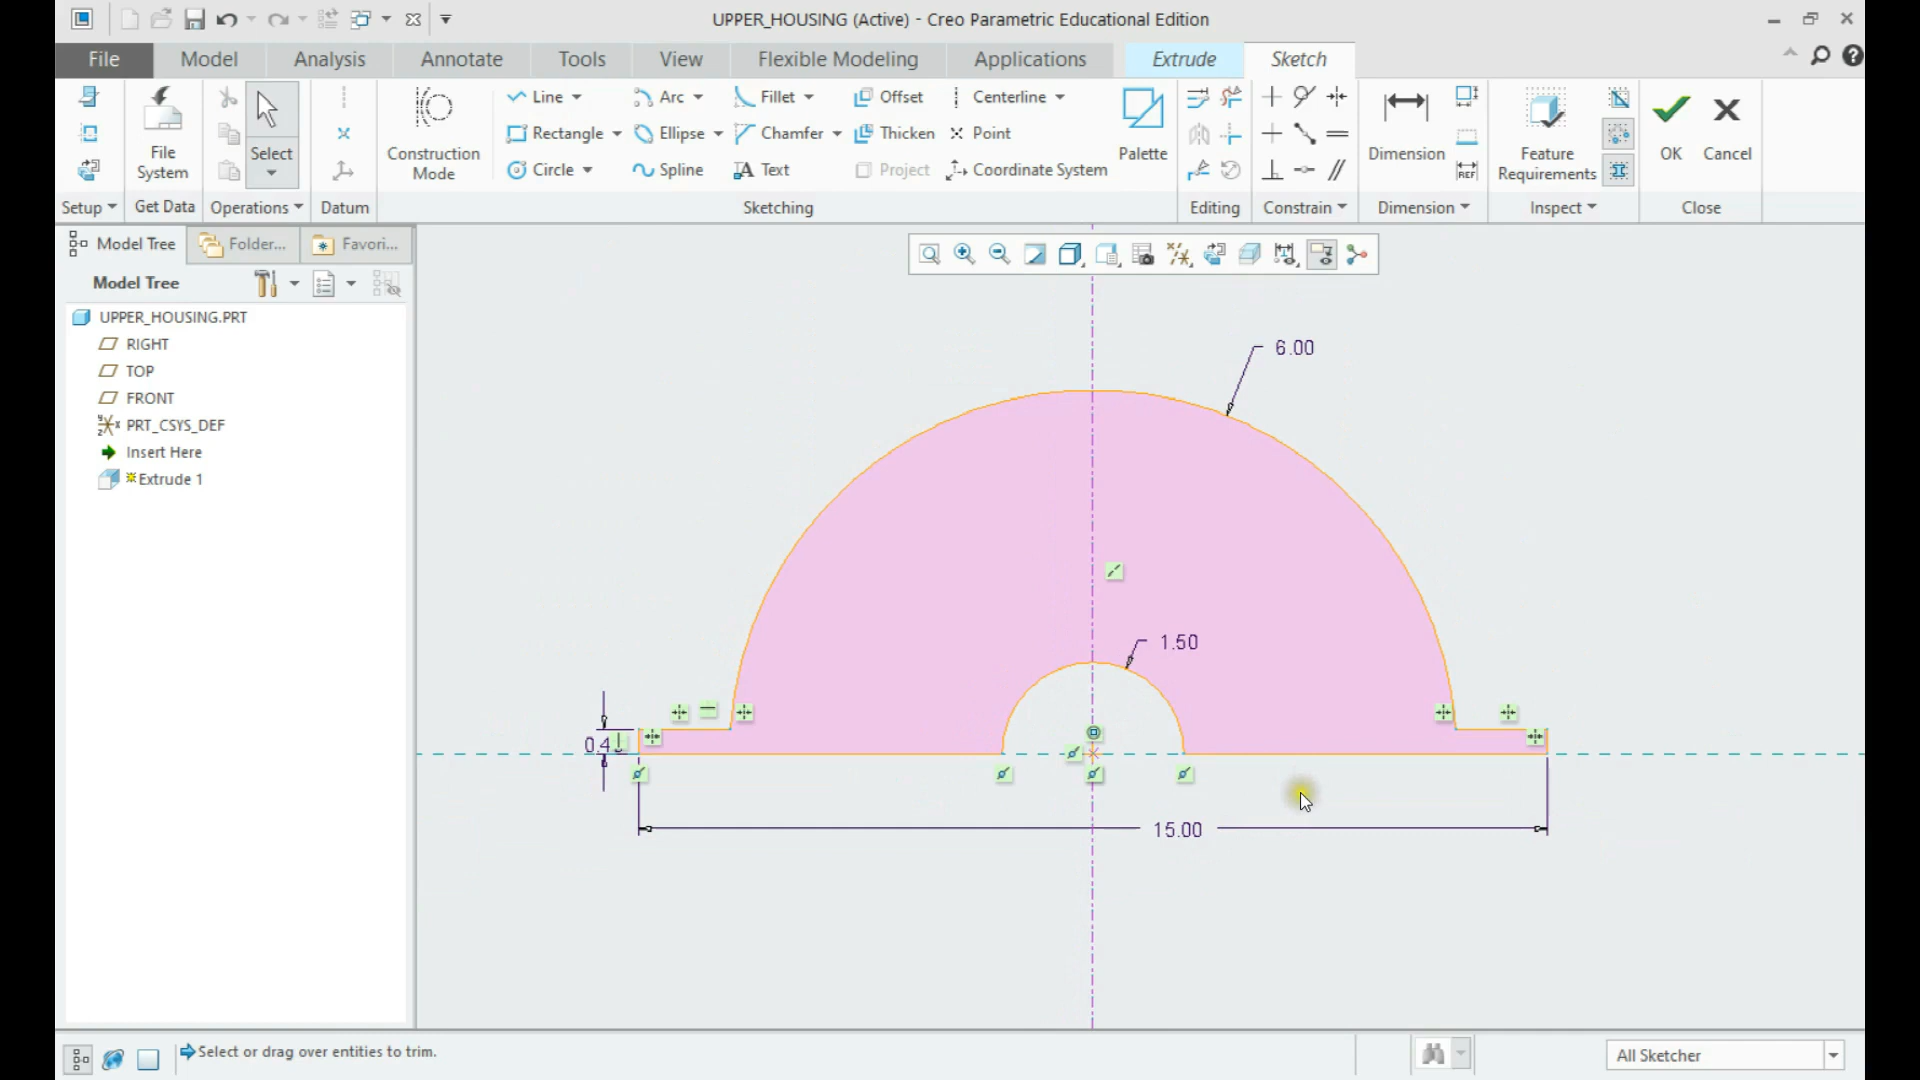 UPPER_HOUSING (Active) - Creo Parametric Educational Edition
File Model Analysis Annotate Tools View Flexible Modeling Applications Extrude Sketch
Line Arc Fillet Offset Centerline
Rectangle Ellipse Chamfer Thicken Point
Circle Spline Text Project Coordinate System
File System
Select
Construction Mode
Palette
Dimension
REF
Feature Requirements
OK Cancel
Setup Get Data Operations Datum Sketching Editing Constrain Dimension Inspect Close
Model Tree Folder... Favori...
Model Tree
UPPER_HOUSING.PRT
RIGHT
TOP
FRONT
PRT_CSYS_DEF
Insert Here
Extrude 1
6.00
1.50
15.00
Select or drag over entities to trim.
All Sketcher